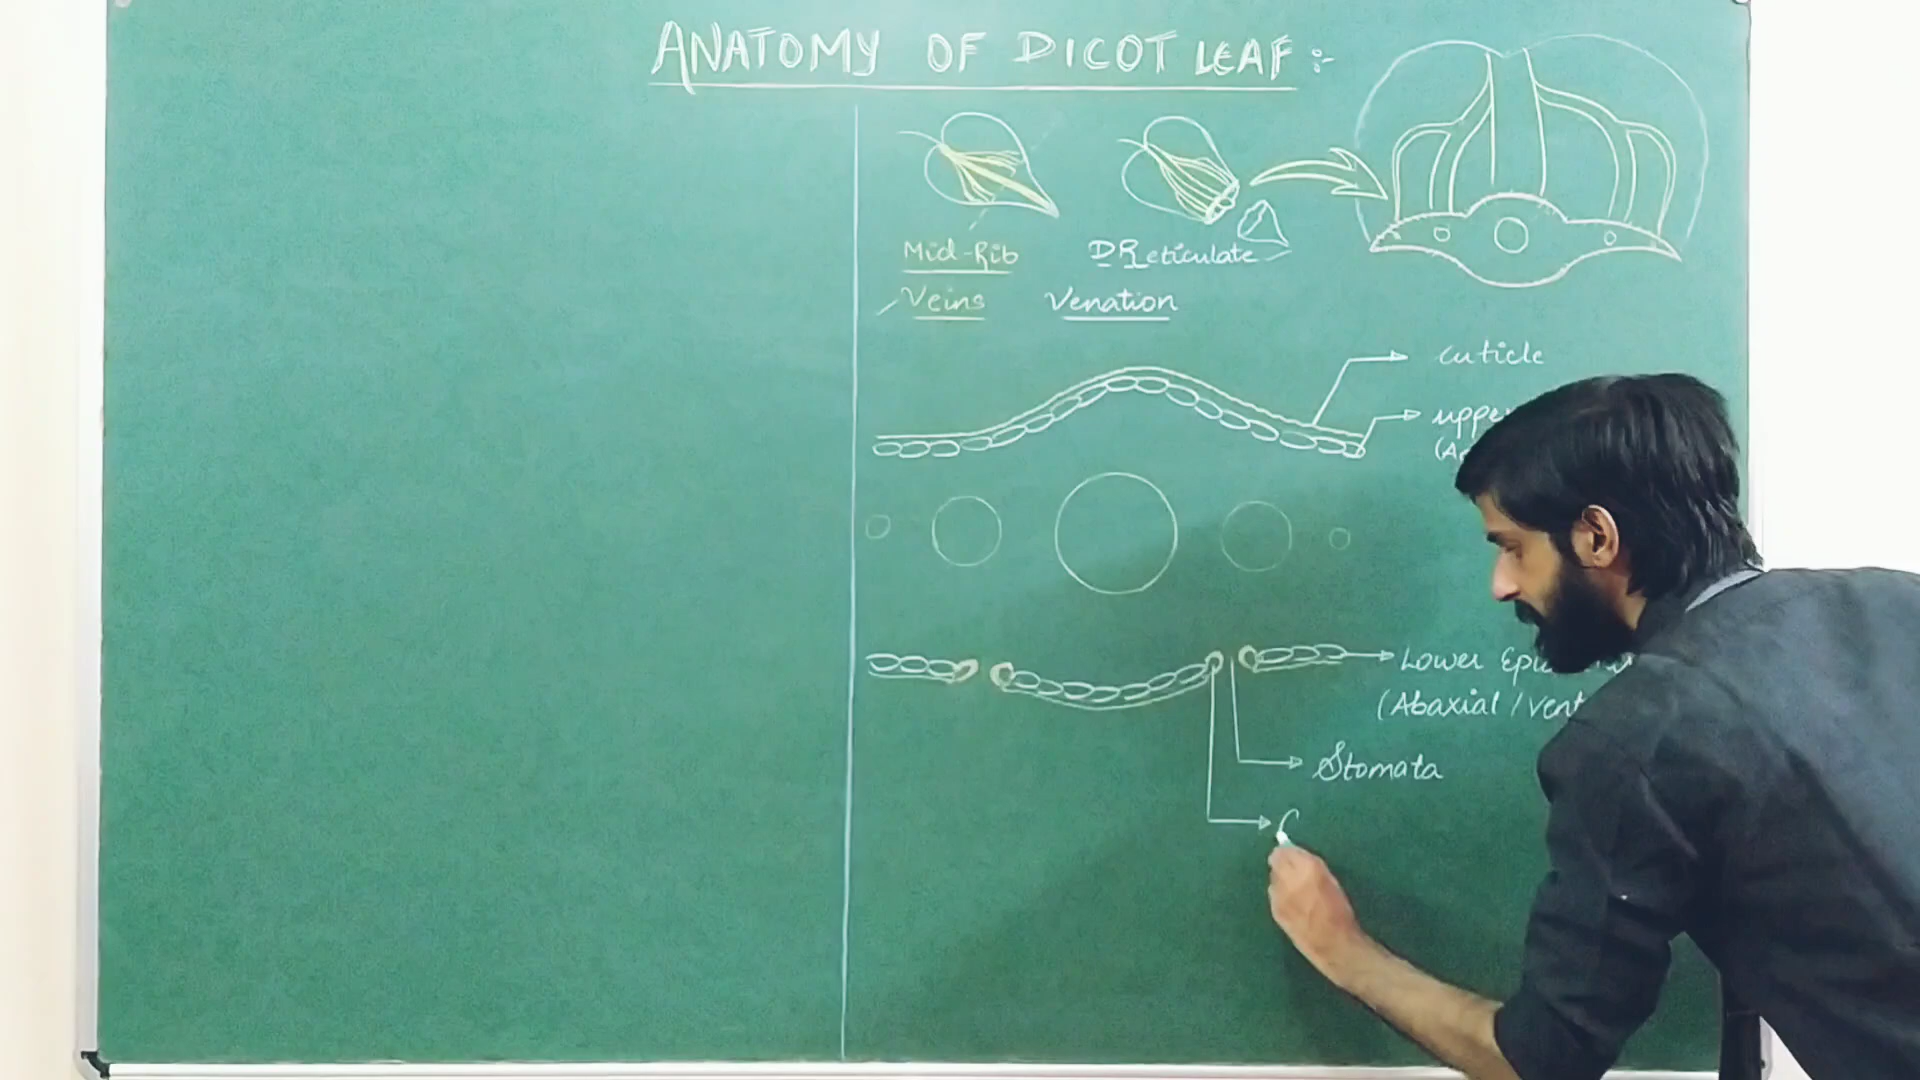 ANATOMY OF DICOT LEAF :-
Mid-Rib
DReticulate
Veins
Venation
cuticle
Lower
(Abaxial /
Stomata